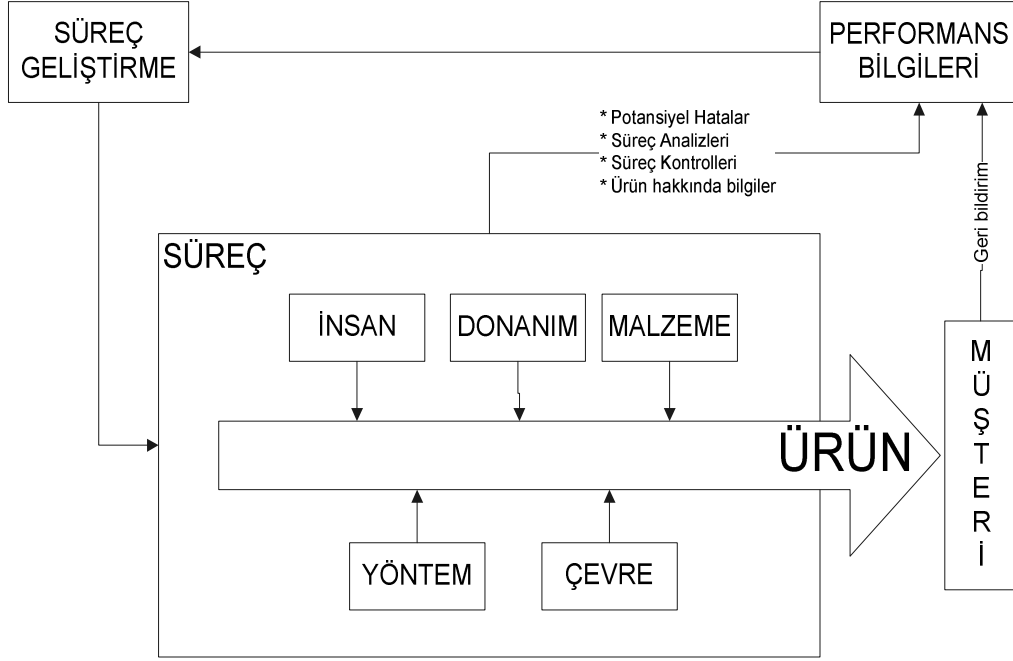 SÜREÇ
GELİŞTİRME
PERFORMANS
BİLGİLERİ
* Potansiyel Hatalar
* Süreç Analizleri
* Süreç Kontrolleri
* Ürün hakkında bilgiler
Geri bildirim
SÜREÇ
İNSAN
DONANIM
MALZEME
ÜRÜN
MÜŞTERİ
YÖNTEM
ÇEVRE